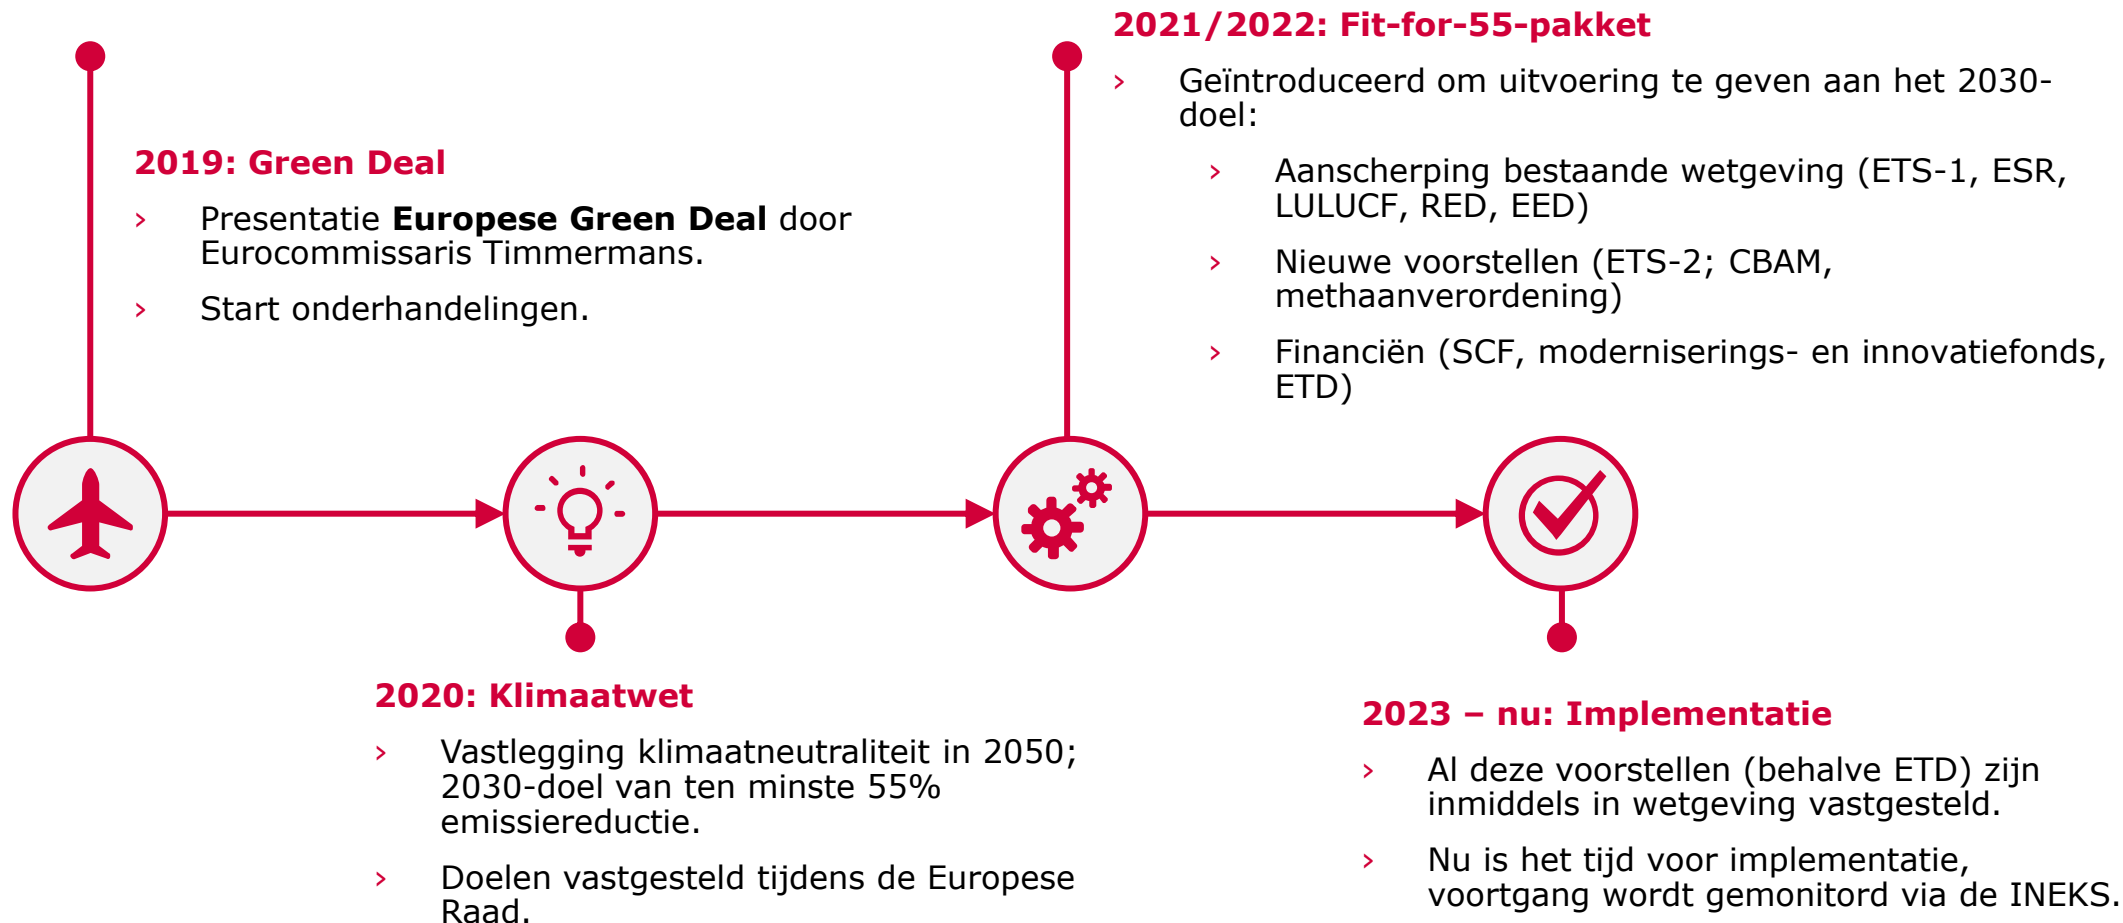 2019: Green Deal
› Presentatie Europese Green Deal door
Eurocommissaris Timmermans.
› Start onderhandelingen.
2020: Klimaatwet
› Vastlegging klimaatneutraliteit in 2050;
2030-doel van ten minste 55%
emissiereductie.
› Doelen vastgesteld tijdens de Europese
Raad.
2021/2022: Fit-for-55-pakket
› Geïntroduceerd om uitvoering te geven aan het 2030-
doel:
› Aanscherping bestaande wetgeving (ETS-1, ESR,
LULUCF, RED, EED)
› Nieuwe voorstellen (ETS-2; CBAM,
methaanverordening)
› Financiën (SCF, moderniserings- en innovatiefonds,
ETD)
2023 – nu: Implementatie
› Al deze voorstellen (behalve ETD) zijn
inmiddels in wetgeving vastgesteld.
› Nu is het tijd voor implementatie,
voortgang wordt gemonitord via de INEKS.